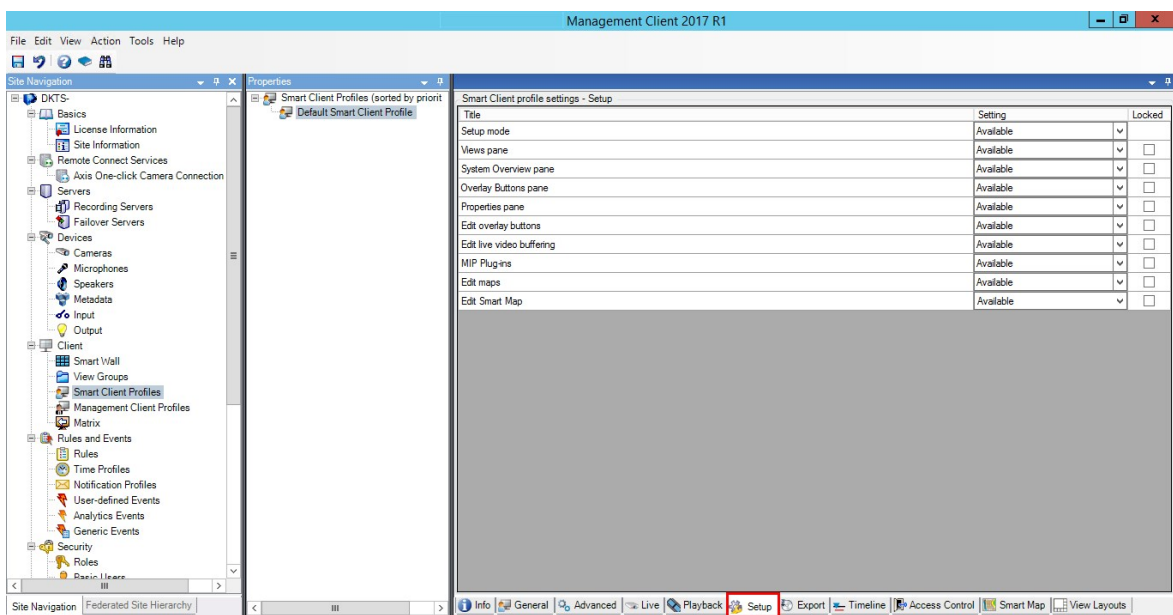 Management Client 2017 R1
File Edit View Action Tools Help
Site Navigation
DKTS-
Basics
License Information
Site Information
Remote Connect Services
Axis One-click Camera Connection
Servers
Recording Servers
Failover Servers
Devices
Cameras
Microphones
Speakers
Metadata
Input
Output
Client
Smart Wall
View Groups
Smart Client Profiles
Management Client Profiles
Matrix
Rules and Events
Rules
Time Profiles
Notification Profiles
User-defined Events
Analytics Events
Generic Events
Security
Roles
Basic Users
Site Navigation Federated Site Hierarchy
Properties
Smart Client Profiles (sorted by priorit
Default Smart Client Profile
Smart Client profile settings - Setup
Title Setting Locked
Setup mode Available
Views pane Available
System Overview pane Available
Overlay Buttons pane Available
Properties pane Available
Edit overlay buttons Available
Edit live video buffering Available
MIP Plug-ins Available
Edit maps Available
Edit Smart Map Available
Info General Advanced Live Playback Setup Export Timeline Access Control Smart Map View Layouts